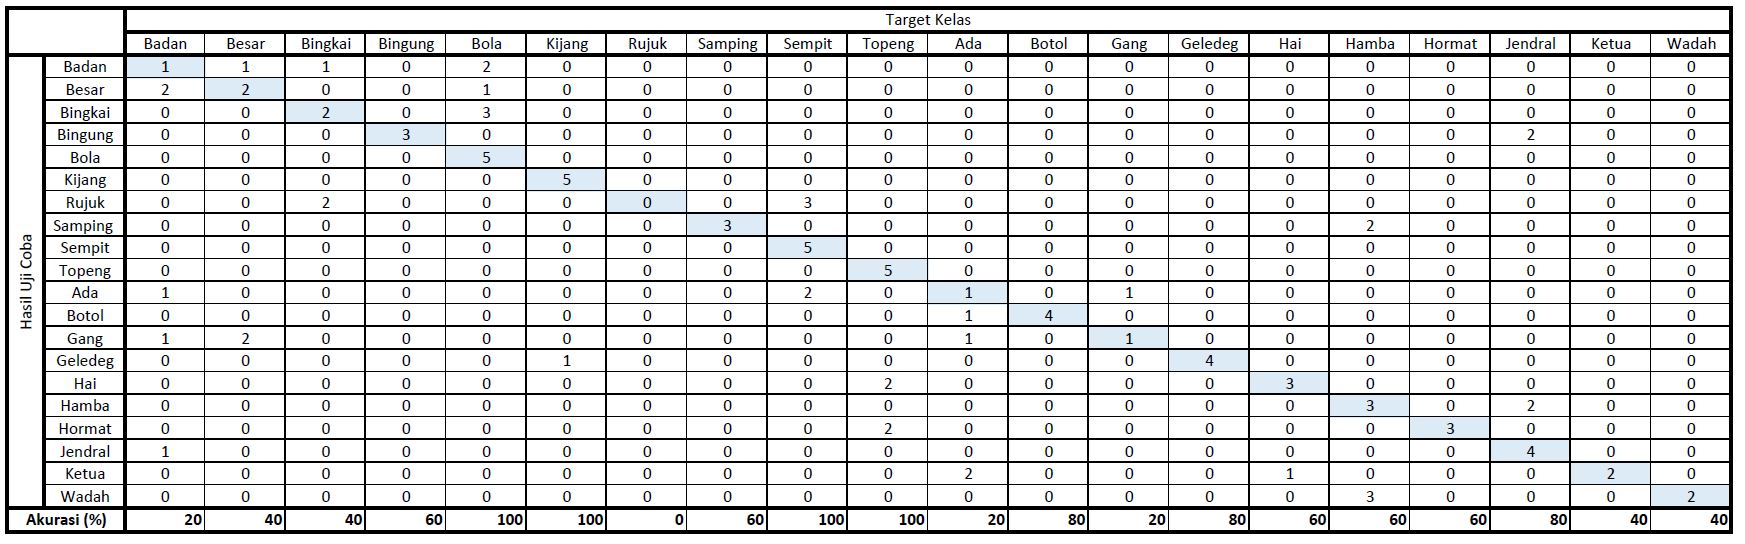 Target Kelas
Badan Besar Bingkai Bingung Bola Kijang Rujuk Samping Sempit Topeng Ada Botol Gang Geledeg Hai Hamba Hormat Jendral Ketua Wadah
Hasil Uji Coba
Badan 1 1 1 0 2 0 0 0 0 0 0 0 0 0 0 0 0 0 0 0
Besar 2 2 0 0 1 0 0 0 0 0 0 0 0 0 0 0 0 0 0 0
Bingkai 0 0 2 0 3 0 0 0 0 0 0 0 0 0 0 0 0 0 0 0
Bingung 0 0 0 3 0 0 0 0 0 0 0 0 0 0 0 0 0 2 0 0
Bola 0 0 0 0 5 0 0 0 0 0 0 0 0 0 0 0 0 0 0 0
Kijang 0 0 0 0 0 5 0 0 0 0 0 0 0 0 0 0 0 0 0 0
Rujuk 0 0 2 0 0 0 0 0 3 0 0 0 0 0 0 0 0 0 0 0
Samping 0 0 0 0 0 0 0 3 0 0 0 0 0 0 0 2 0 0 0 0
Sempit 0 0 0 0 0 0 0 0 5 0 0 0 0 0 0 0 0 0 0 0
Topeng 0 0 0 0 0 0 0 0 0 5 0 0 0 0 0 0 0 0 0 0
Ada 1 0 0 0 0 0 0 0 2 0 1 0 1 0 0 0 0 0 0 0
Botol 0 0 0 0 0 0 0 0 0 0 1 4 0 0 0 0 0 0 0 0
Gang 1 2 0 0 0 0 0 0 0 0 1 0 1 0 0 0 0 0 0 0
Geledeg 0 0 0 0 0 1 0 0 0 0 0 0 0 4 0 0 0 0 0 0
Hai 0 0 0 0 0 0 0 0 0 2 0 0 0 0 3 0 0 0 0 0
Hamba 0 0 0 0 0 0 0 0 0 0 0 0 0 0 0 3 0 2 0 0
Hormat 0 0 0 0 0 0 0 0 0 2 0 0 0 0 0 0 3 0 0 0
Jendral 1 0 0 0 0 0 0 0 0 0 0 0 0 0 0 0 0 4 0 0
Ketua 0 0 0 0 0 0 0 0 0 0 2 0 0 0 1 0 0 0 2 0
Wadah 0 0 0 0 0 0 0 0 0 0 0 0 0 0 0 3 0 0 0 2
Akurasi (%) 20 40 40 60 100 100 0 60 100 100 20 80 20 80 60 60 60 80 40 40